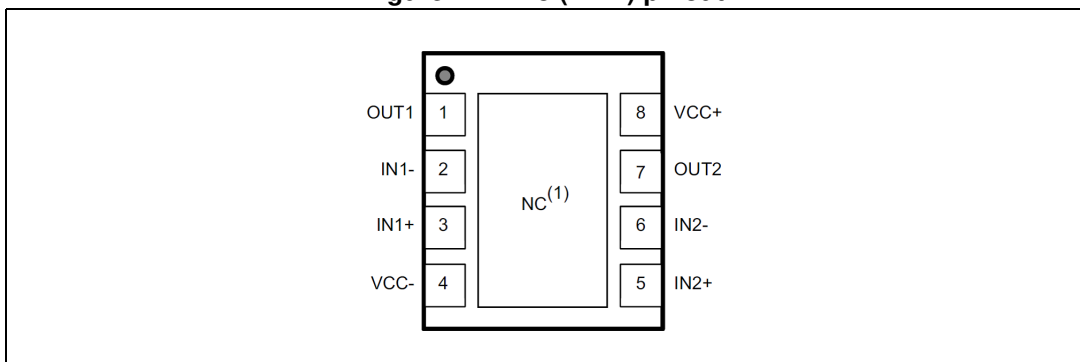 OUT1 1 8 VCC+
IN1- 2 7 OUT2
NC(1)
IN1+ 3 6 IN2-
VCC- 4 5 IN2+